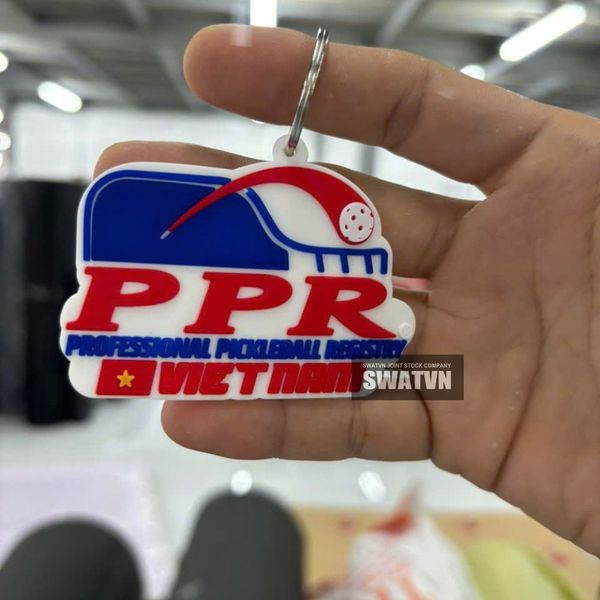 PPR
PROFESSIONAL PICKLEBALL REGISTRY
VIETNAM
SWATVN JOINT STOCK COMPANY
SWATVN